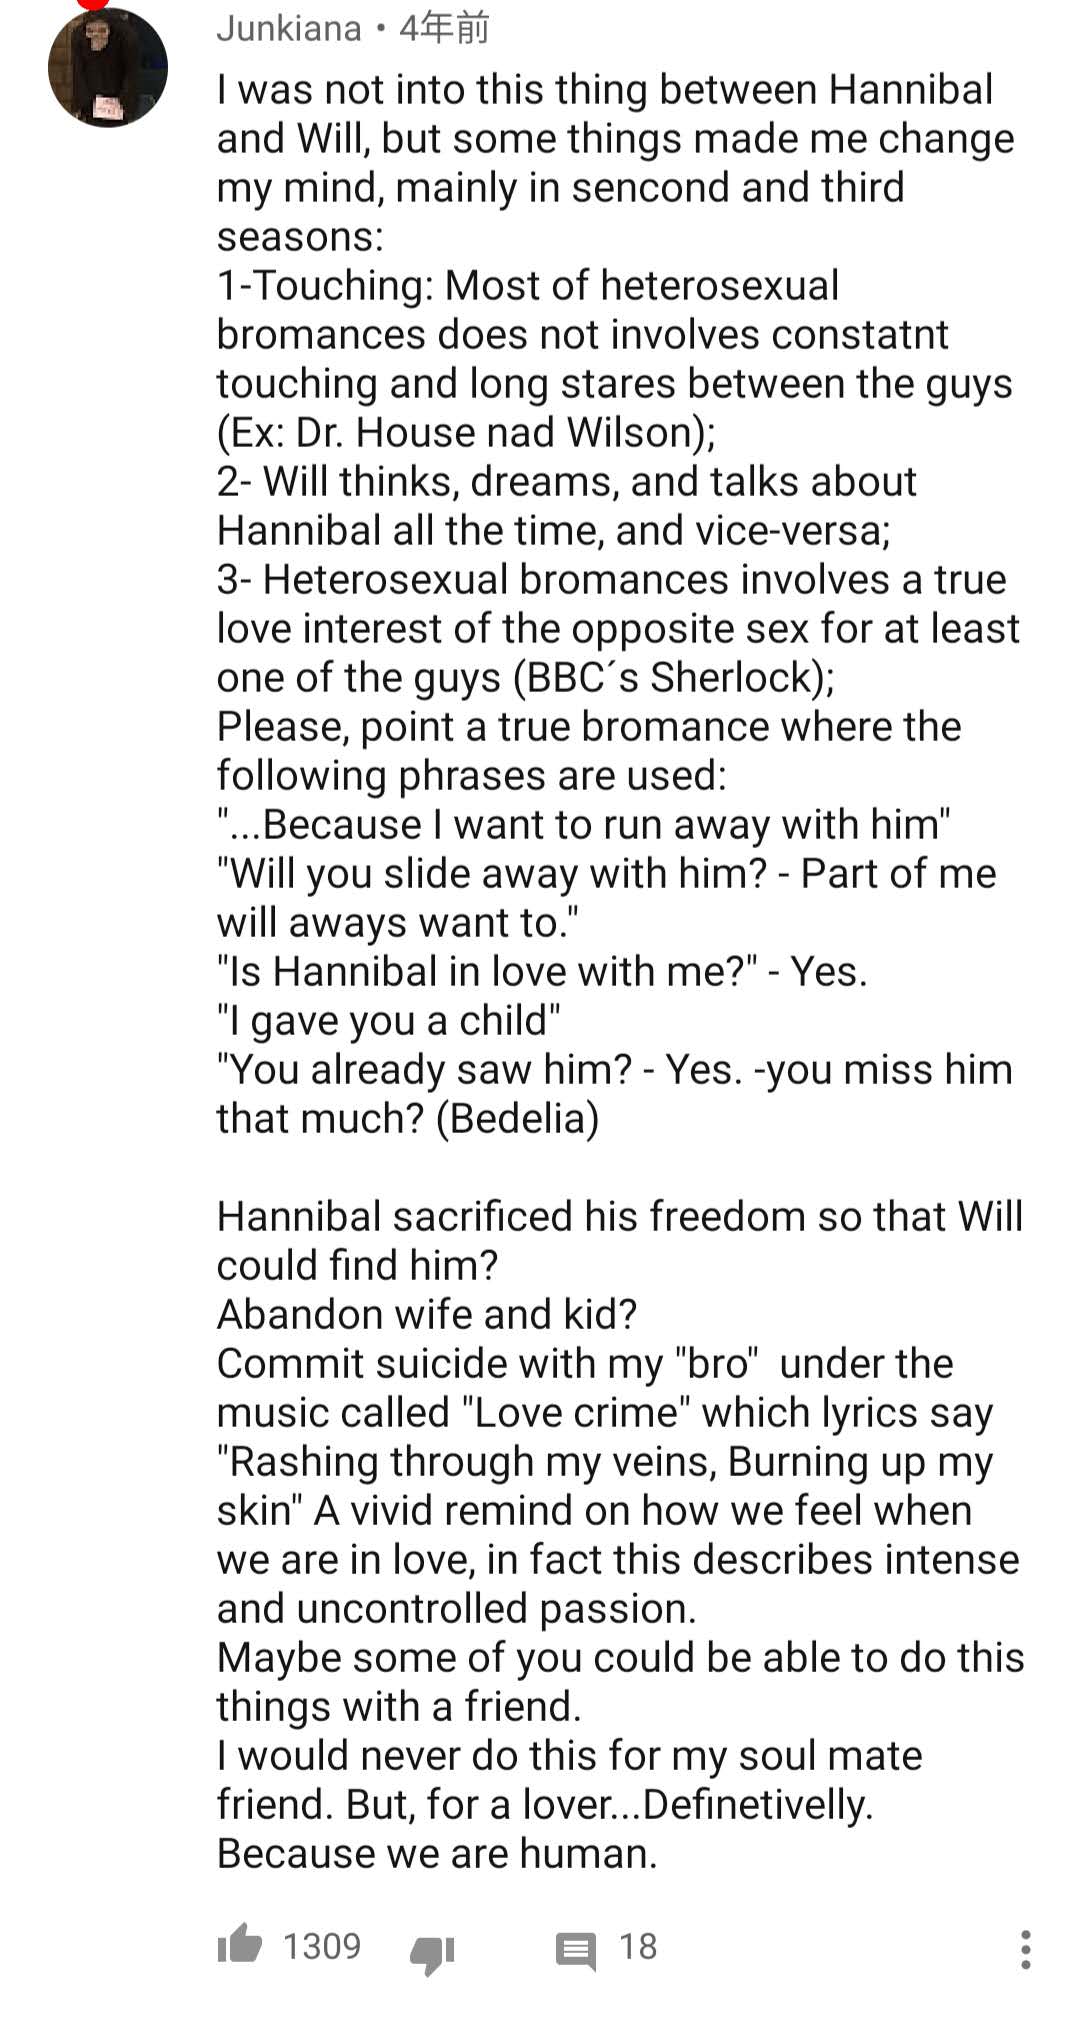 Junkiana • 4年前
I was not into this thing between Hannibal
and Will, but some things made me change
my mind, mainly in sencond and third
seasons:
1-Touching: Most of heterosexual
bromances does not involves constatnt
touching and long stares between the guys
(Ex: Dr. House nad Wilson);
2- Will thinks, dreams, and talks about
Hannibal all the time, and vice-versa;
3- Heterosexual bromances involves a true
love interest of the opposite sex for at least
one of the guys (BBC´s Sherlock);
Please, point a true bromance where the
following phrases are used:
"...Because I want to run away with him"
"Will you slide away with him? - Part of me
will aways want to."
"Is Hannibal in love with me?" - Yes.
"I gave you a child"
"You already saw him? - Yes. -you miss him
that much? (Bedelia)
Hannibal sacrificed his freedom so that Will
could find him?
Abandon wife and kid?
Commit suicide with my "bro"  under the
music called "Love crime" which lyrics say
"Rashing through my veins, Burning up my
skin" A vivid remind on how we feel when
we are in love, in fact this describes intense
and uncontrolled passion.
Maybe some of you could be able to do this
things with a friend.
I would never do this for my soul mate
friend. But, for a lover...Definetivelly.
Because we are human.
1309 18